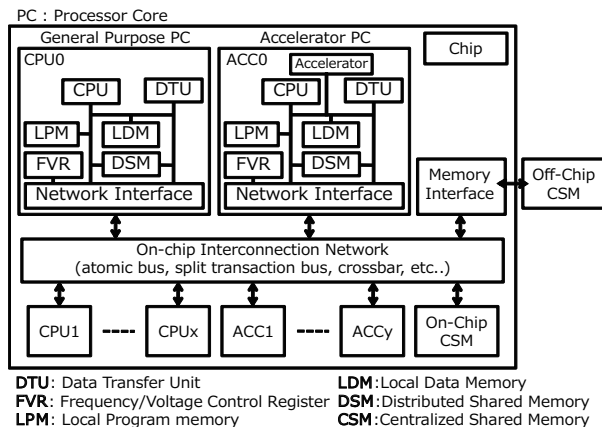 PC : Processor Core
General Purpose PC
Accelerator PC
Chip
CPU0
CPU
DTU
LPM
LDM
FVR
DSM
Network Interface
ACC0
Accelerator
CPU
DTU
LPM
LDM
FVR
DSM
Network Interface
Memory
Interface
Off-Chip
CSM
On-chip Interconnection Network
(atomic bus, split transaction bus, crossbar, etc..)
CPU1
CPUx
ACC1
ACCy
On-Chip
CSM
DTU: Data Transfer Unit
LDM:Local Data Memory
FVR: Frequency/Voltage Control Register
DSM:Distributed Shared Memory
LPM: Local Program memory
CSM:Centralized Shared Memory